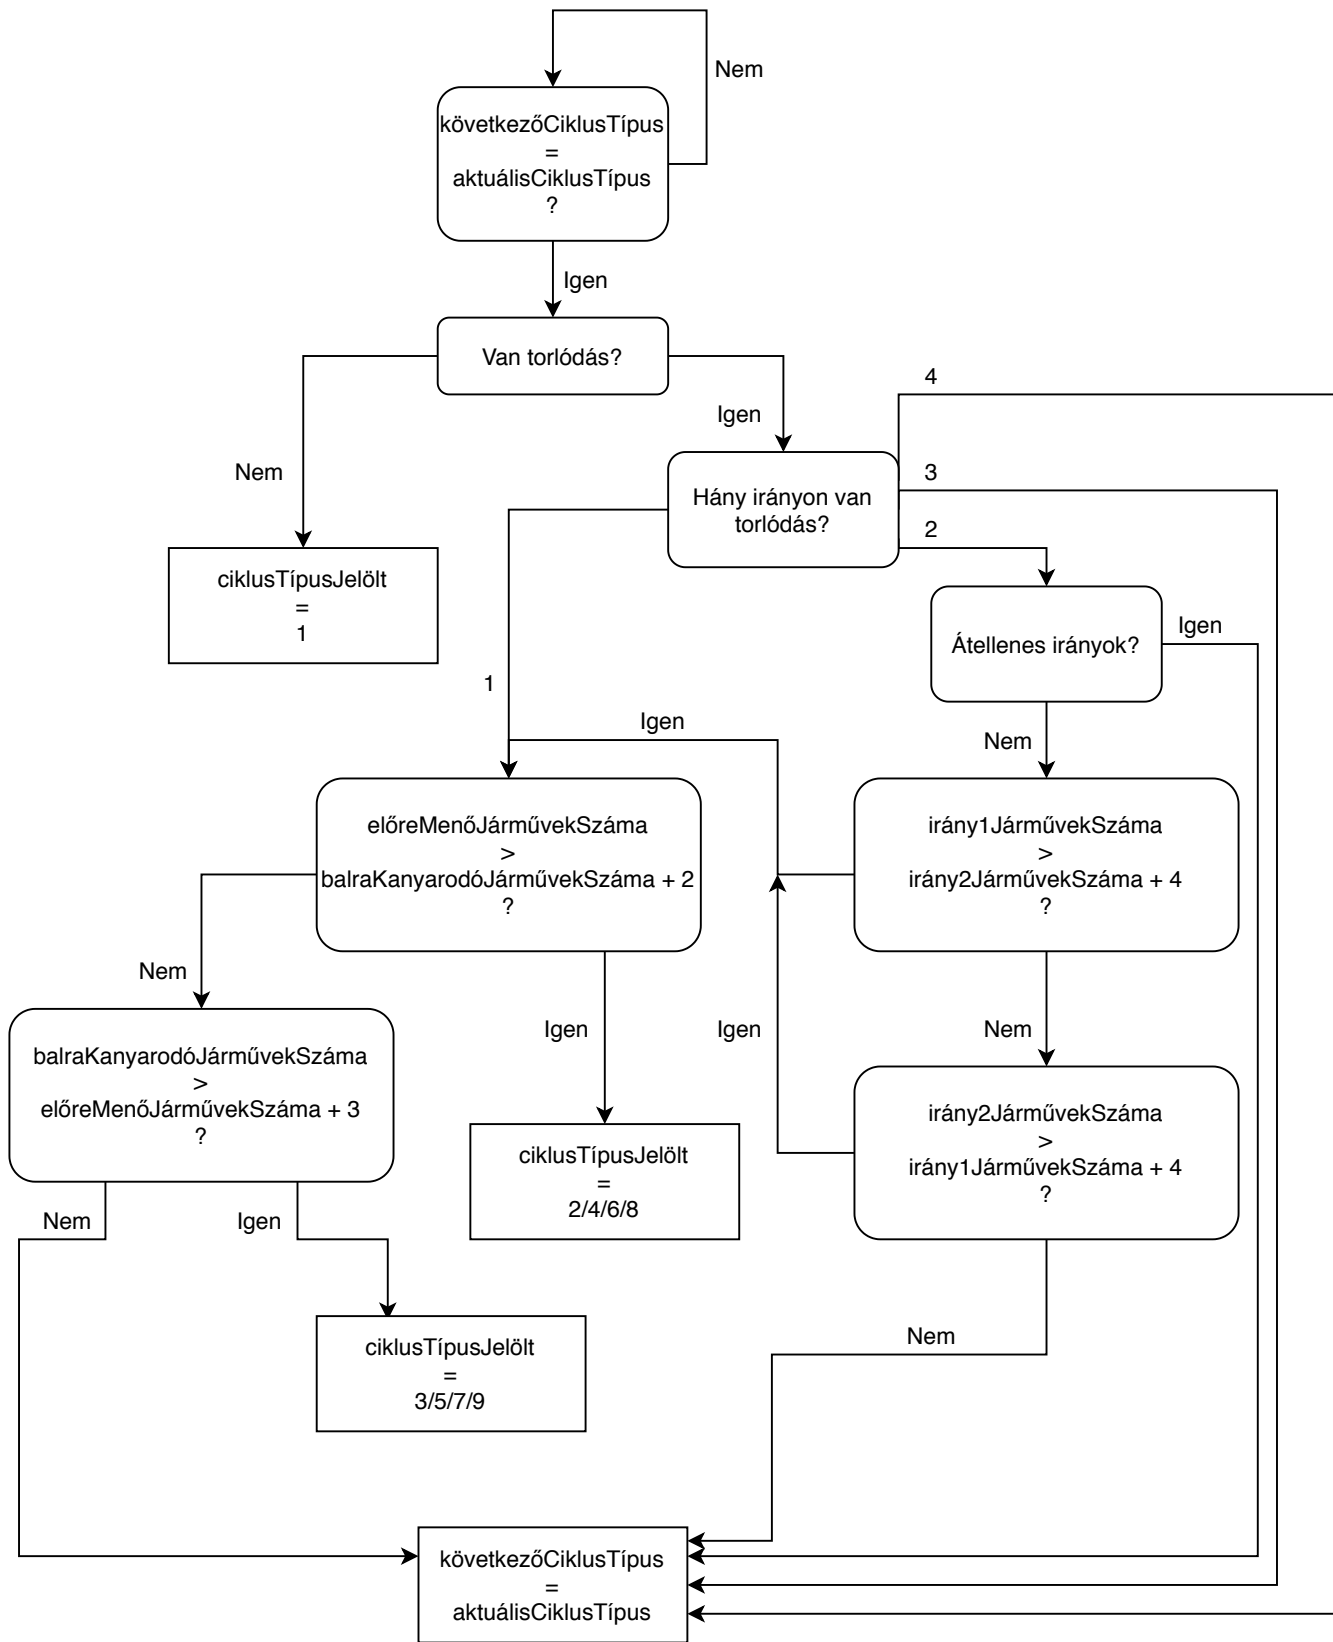 Nem
következőCiklusTípus
=
aktuálisCiklusTípus
?
Igen
Van torlódás?
4
Igen
Nem
3
Hány irányon van
torlódás?
2
ciklusTípusJelölt
=
1
Igen
Átellenes irányok?
1
Igen
Nem
előreMenőJárművekSzáma
>
balraKanyarodóJárművekSzáma + 2
?
irány1JárművekSzáma
>
irány2JárművekSzáma + 4
?
Nem
Igen
Igen
Nem
balraKanyarodóJárművekSzáma
>
előreMenőJárművekSzáma + 3
?
irány2JárművekSzáma
>
irány1JárművekSzáma + 4
?
ciklusTípusJelölt
=
2/4/6/8
Nem
Igen
Nem
ciklusTípusJelölt
=
3/5/7/9
következőCiklusTípus
=
aktuálisCiklusTípus